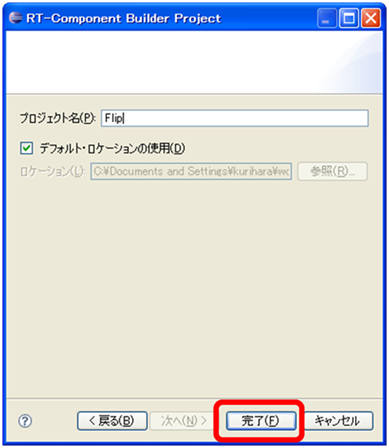 RT-Component Builder Project
プロジェクト名(P): Flip
デフォルト・ロケーションの使用(D)
ロケーション(L): C:¥Documents and Settings¥kurihara¥wc 参照(R)...
? < 戻る(B) 次へ(N) > 完了(F) キャンセル